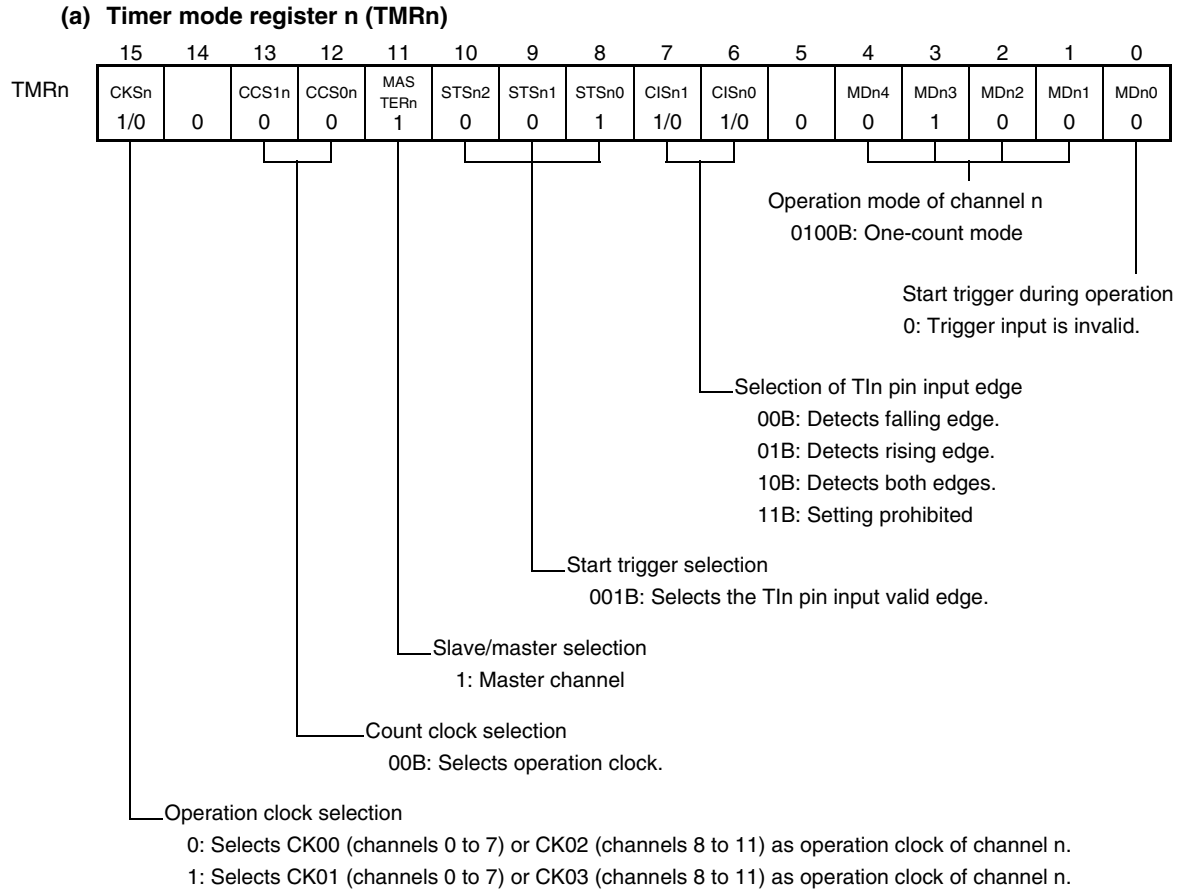 (a) Timer mode register n (TMRn)
15 14 13 12 11 10 9 8 7 6 5 4 3 2 1 0
TMRn
CKSn CCS1n CCS0n MAS TERn STSn2 STSn1 STSn0 CISn1 CISn0 MDn4 MDn3 MDn2 MDn1 MDn0
1/0 0 0 0 1 0 0 1 1/0 1/0 0 0 1 0 0 0
Operation mode of channel n
0100B: One-count mode
Start trigger during operation
0: Trigger input is invalid.
Selection of TIn pin input edge
00B: Detects falling edge.
01B: Detects rising edge.
10B: Detects both edges.
11B: Setting prohibited
Start trigger selection
001B: Selects the TIn pin input valid edge.
Slave/master selection
1: Master channel
Count clock selection
00B: Selects operation clock.
Operation clock selection
0: Selects CK00 (channels 0 to 7) or CK02 (channels 8 to 11) as operation clock of channel n.
1: Selects CK01 (channels 0 to 7) or CK03 (channels 8 to 11) as operation clock of channel n.